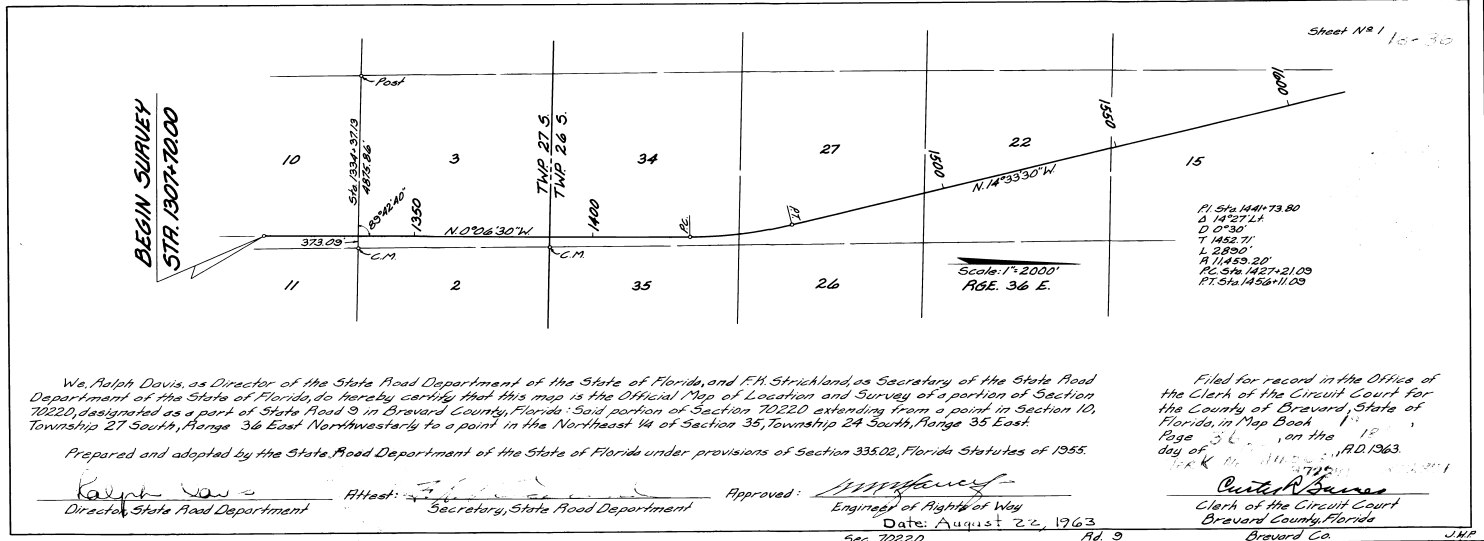 Sheet Nº 1
16-30
BEGIN SURVEY
STA. 1307+70.00
Post
Sta. 1334+37.13
4875.86'
89°42'40"
373.09'
C.M.
10
3
34
27
22
15
11
2
35
26
TWP. 27 S.
TWP. 26 S.
1350
N.0°06'30"W.
1400
C.M.
P.C.
P.T.
1500
N.14°33'30"W.
1550
1600
Scale: 1"=2000'
RGE. 36 E.
P.I. Sta. 1441+73.80
Δ 14°27' Lt.
D 0°30'
T 1452.71'
L 2890'
R 11,459.20'
P.C. Sta. 1427+21.09
P.T. Sta. 1456+11.09
We, Ralph Davis, as Director of the State Road Department of the State of Florida, and F.H. Strickland, as Secretary of the State Road
Department of the State of Florida, do hereby certify that this map is the Official Map of Location and Survey of a portion of Section
70220, designated as a part of State Road 9 in Brevard County, Florida: Said portion of Section 70220 extending from a point in Section 10,
Township 27 South, Range 36 East Northwesterly to a point in the Northeast ¼ of Section 35, Township 24 South, Range 35 East.
Prepared and adopted by the State Road Department of the State of Florida under provisions of Section 335.02, Florida Statutes of 1955.
Ralph Davis
Director, State Road Department
Attest:
Secretary, State Road Department
Approved:
Engineer of Rights of Way
Date: August 22, 1963
Filed for record in the Office of
the Clerk of the Circuit Court for
the County of Brevard, State of
Florida, in Map Book 1,
Page , on the 18
day of , A.D. 1963.
Curtis R Barnes
Clerk of the Circuit Court
Brevard County, Florida
Sec. 70220
Rd. 9
Brevard Co.
J.H.P.